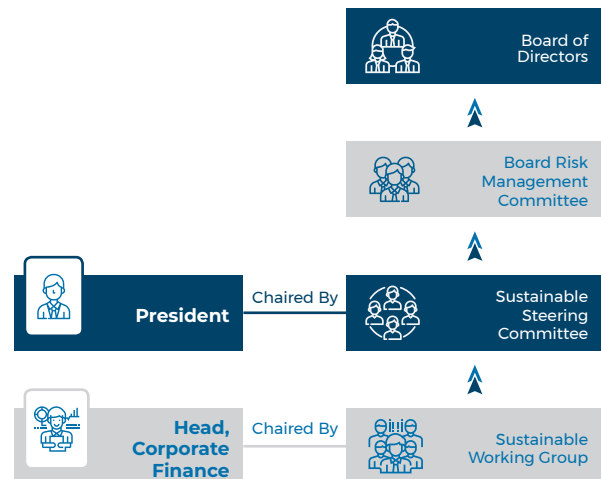 Board of
Directors
Board Risk
Management
Committee
President
Chaired By
Sustainable
Steering
Committee
Head,
Corporate
Finance
Chaired By
Sustainable
Working Group